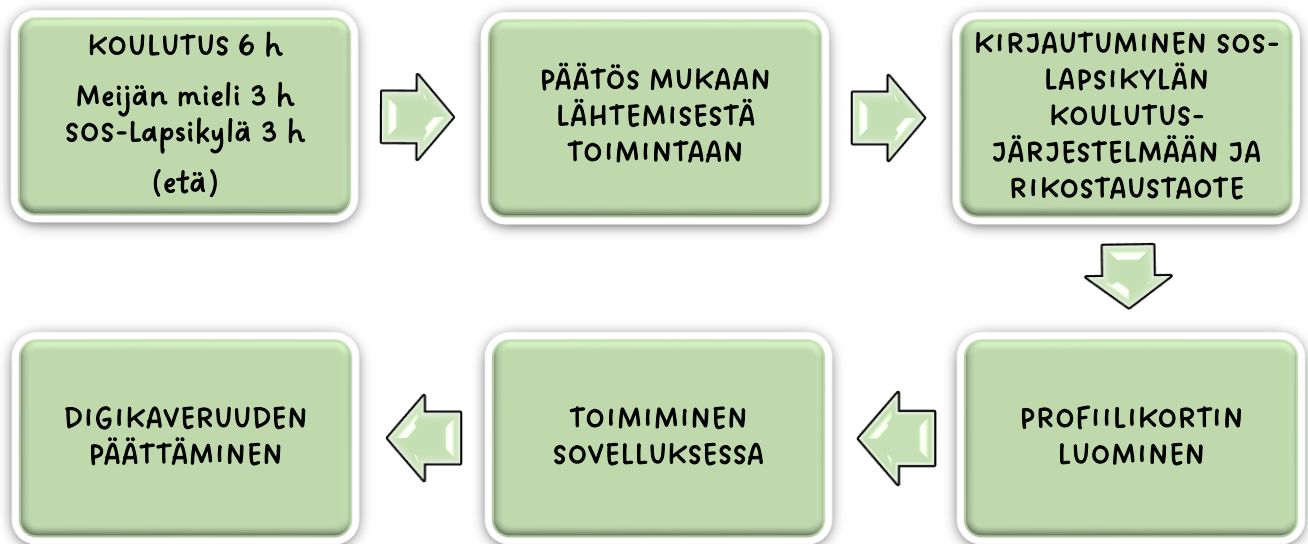 KOULUTUS 6 h
Meijän mieli 3 h
SOS-Lapsikylä 3 h
(etä)
PÄÄTÖS MUKAAN
LÄHTEMISESTÄ
TOIMINTAAN
KIRJAUTUMINEN SOS-
LAPSIKYLÄN
KOULUTUS-
JÄRJESTELMÄÄN JA
RIKOSTAUSTAOTE
PROFIILIKORTIN
LUOMINEN
TOIMIMINEN
SOVELLUKSESSA
DIGIKAVERUUDEN
PÄÄTTÄMINEN